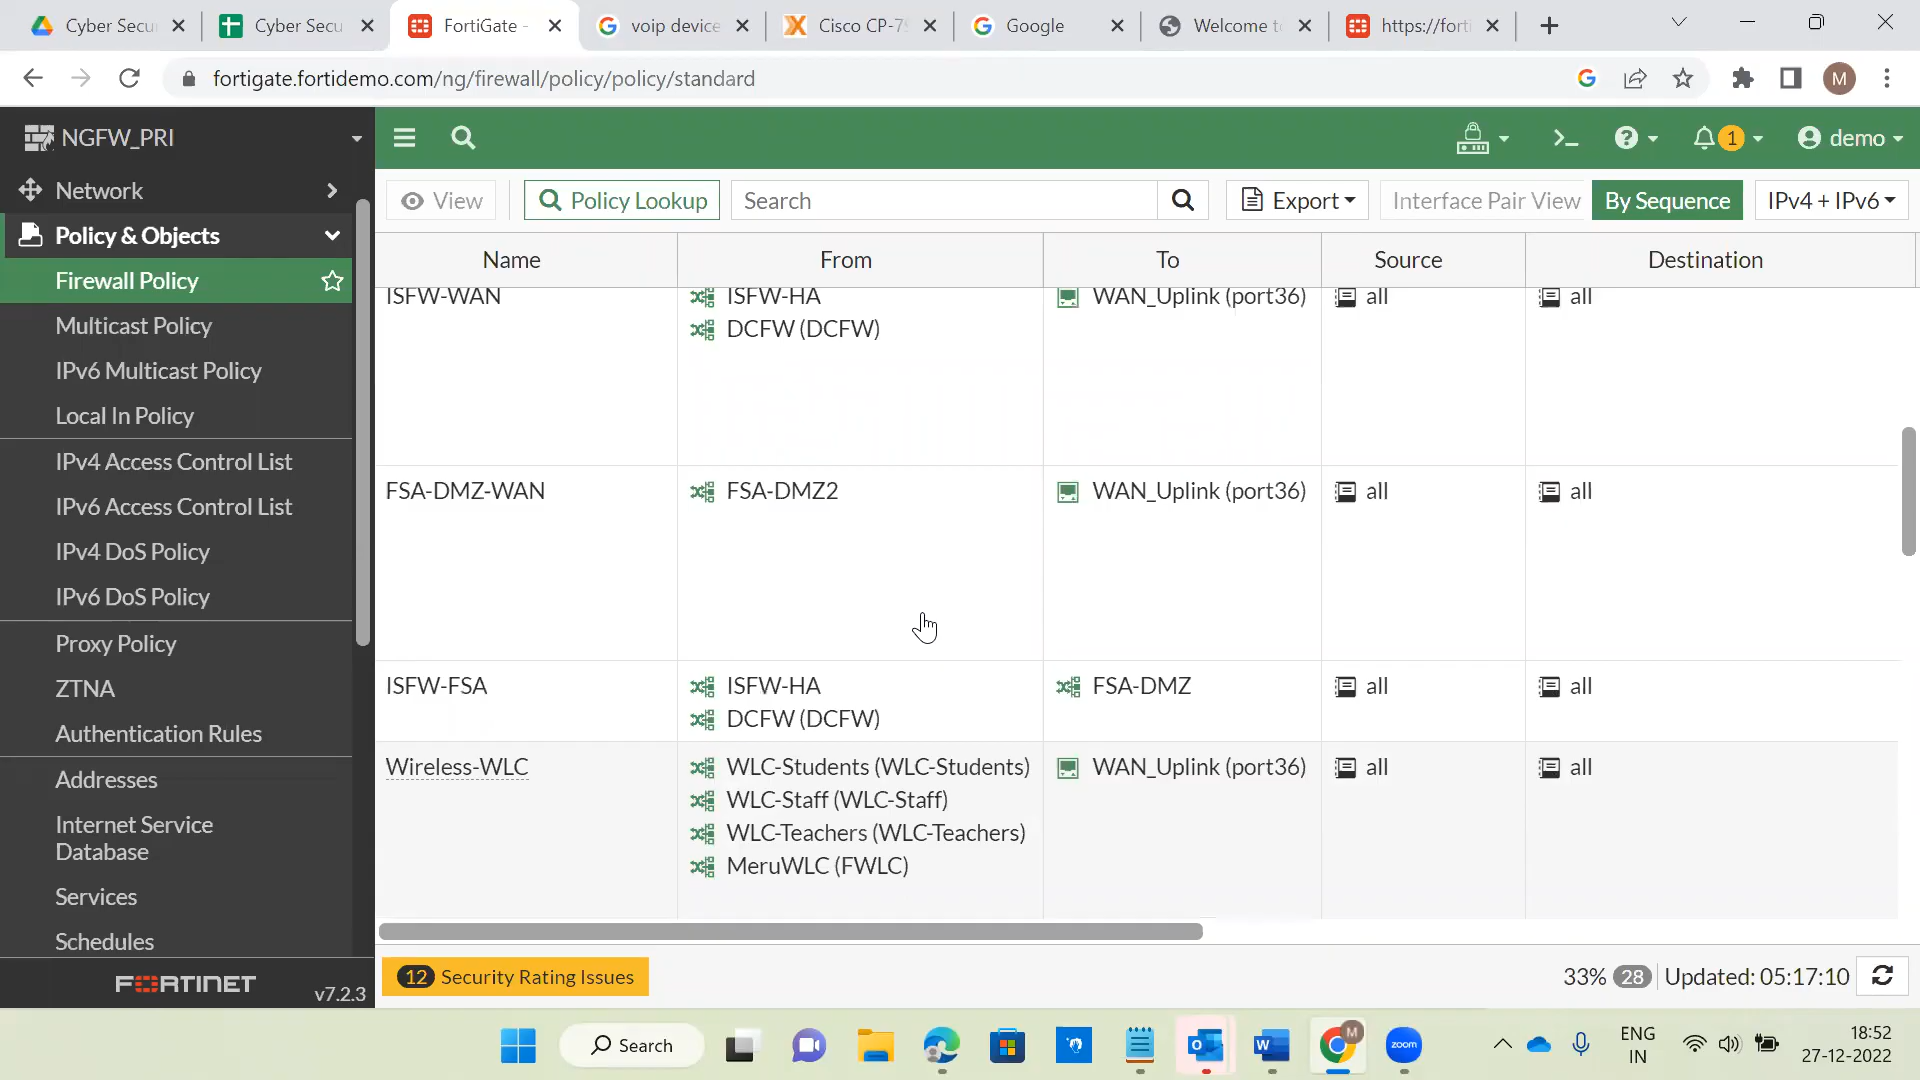 Cyber Secu
Cyber Secu
FortiGate -
voip device
Cisco CP-79
Google
Welcome to
https://forti
fortigate.fortidemo.com/ng/firewall/policy/policy/standard
M
NGFW_PRI
1
demo
Network
Policy & Objects
Firewall Policy
Multicast Policy
IPv6 Multicast Policy
Local In Policy
IPv4 Access Control List
IPv6 Access Control List
IPv4 DoS Policy
IPv6 DoS Policy
Proxy Policy
ZTNA
Authentication Rules
Addresses
Internet Service
Database
Services
Schedules
FORTINET
v7.2.3
View
Policy Lookup
Search
Export
Interface Pair View
By Sequence
IPv4 + IPv6
Name From To Source Destination
ISFW-WAN ISFW-HA WAN_Uplink (port36) all all
DCFW (DCFW)
FSA-DMZ-WAN FSA-DMZ2 WAN_Uplink (port36) all all
ISFW-FSA ISFW-HA FSA-DMZ all all
DCFW (DCFW)
Wireless-WLC WLC-Students (WLC-Students) WAN_Uplink (port36) all all
WLC-Staff (WLC-Staff)
WLC-Teachers (WLC-Teachers)
MeruWLC (FWLC)
12 Security Rating Issues
33% 28 Updated: 05:17:10
Search
M
zoom
ENG
IN
18:52
27-12-2022